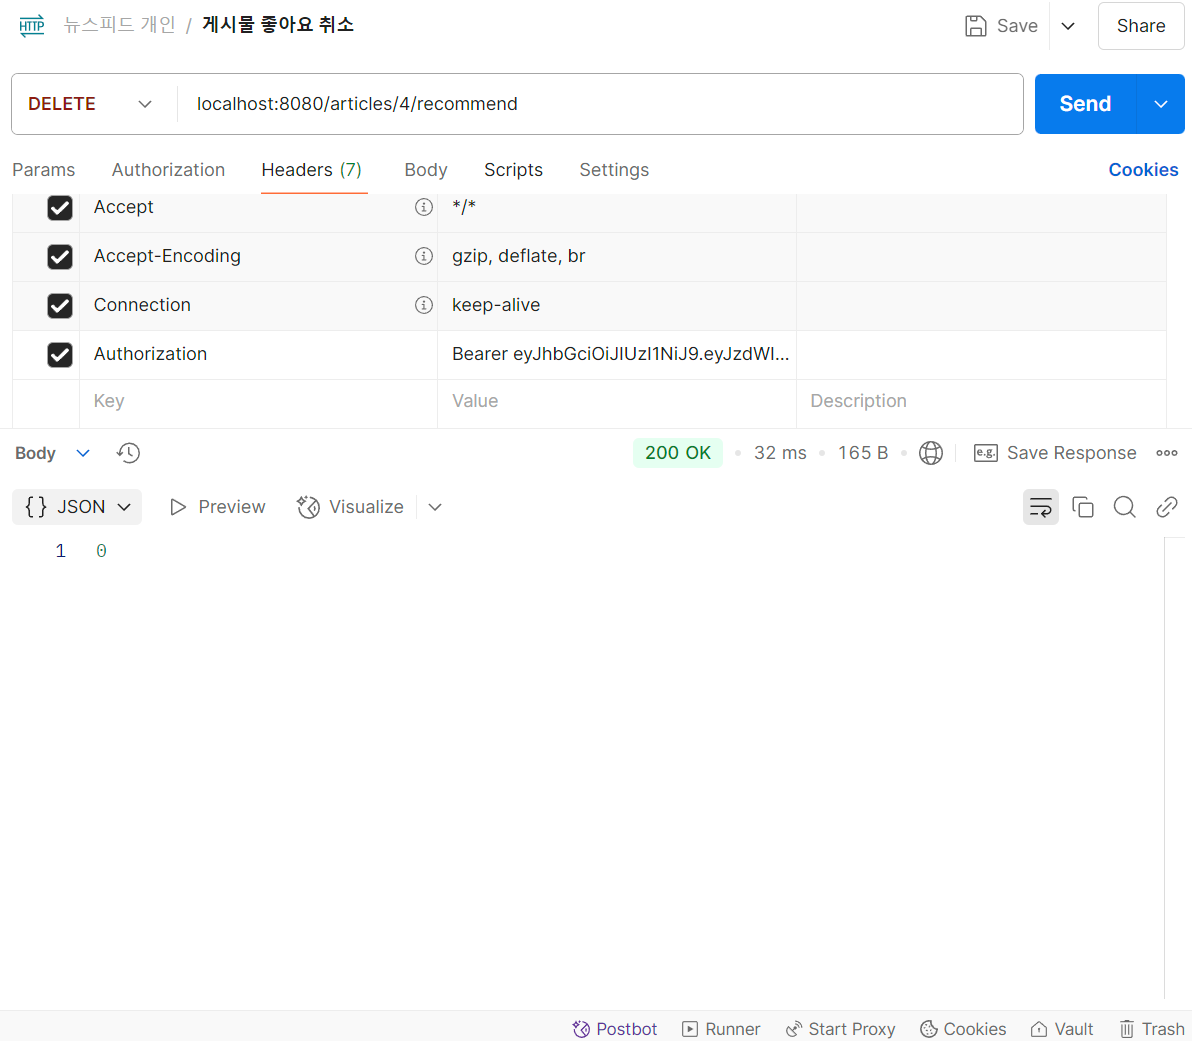 HTTP 뉴스피드 개인 / 게시물 좋아요 취소 Save Share
DELETE localhost:8080/articles/4/recommend Send
Params Authorization Headers (7) Body Scripts Settings Cookies
Accept */*
Accept-Encoding gzip, deflate, br
Connection keep-alive
Authorization Bearer eyJhbGciOiJIUzI1NiJ9.eyJzdWI...
Key Value Description
Body 200 OK • 32 ms • 165 B • e.g. Save Response
{} JSON Preview Visualize
1 0
Postbot Runner Start Proxy Cookies Vault Trash